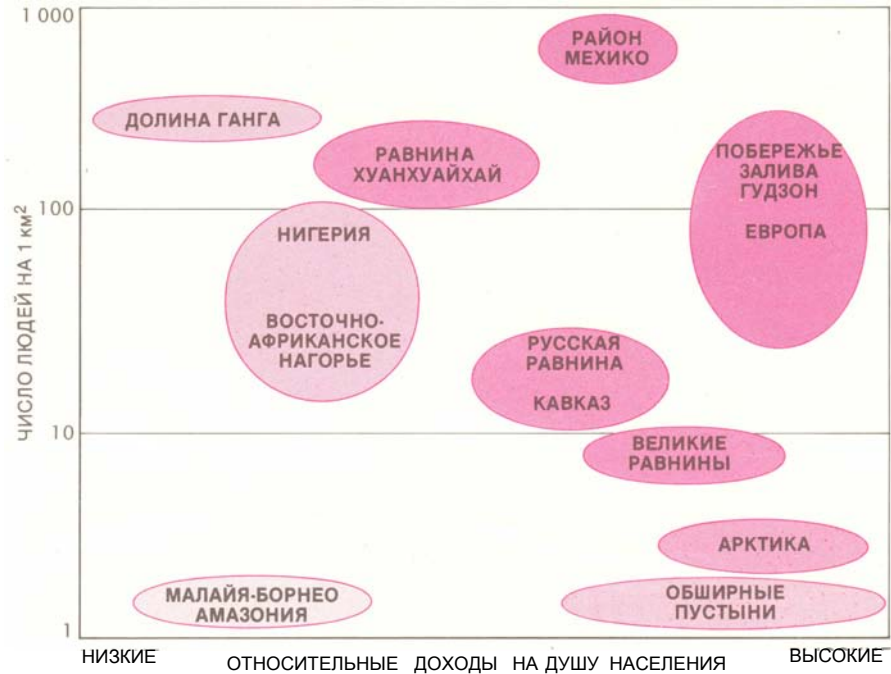 1 000
РАЙОН
МЕХИКО
ДОЛИНА ГАНГА
РАВНИНА
ХУАНХУАЙХАЙ
ПОБЕРЕЖЬЕ
ЗАЛИВА
ГУДЗОН
ЕВРОПА
100
НИГЕРИЯ
ВОСТОЧНО-
АФРИКАНСКОЕ
НАГОРЬЕ
РУССКАЯ
РАВНИНА
КАВКАЗ
10
ВЕЛИКИЕ
РАВНИНЫ
АРКТИКА
МАЛАЙЯ-БОРНЕО
АМАЗОНИЯ
ОБШИРНЫЕ
ПУСТЫНИ
1
ЧИСЛО ЛЮДЕЙ НА 1 КМ²
НИЗКИЕ
ОТНОСИТЕЛЬНЫЕ ДОХОДЫ НА ДУШУ НАСЕЛЕНИЯ
ВЫСОКИЕ